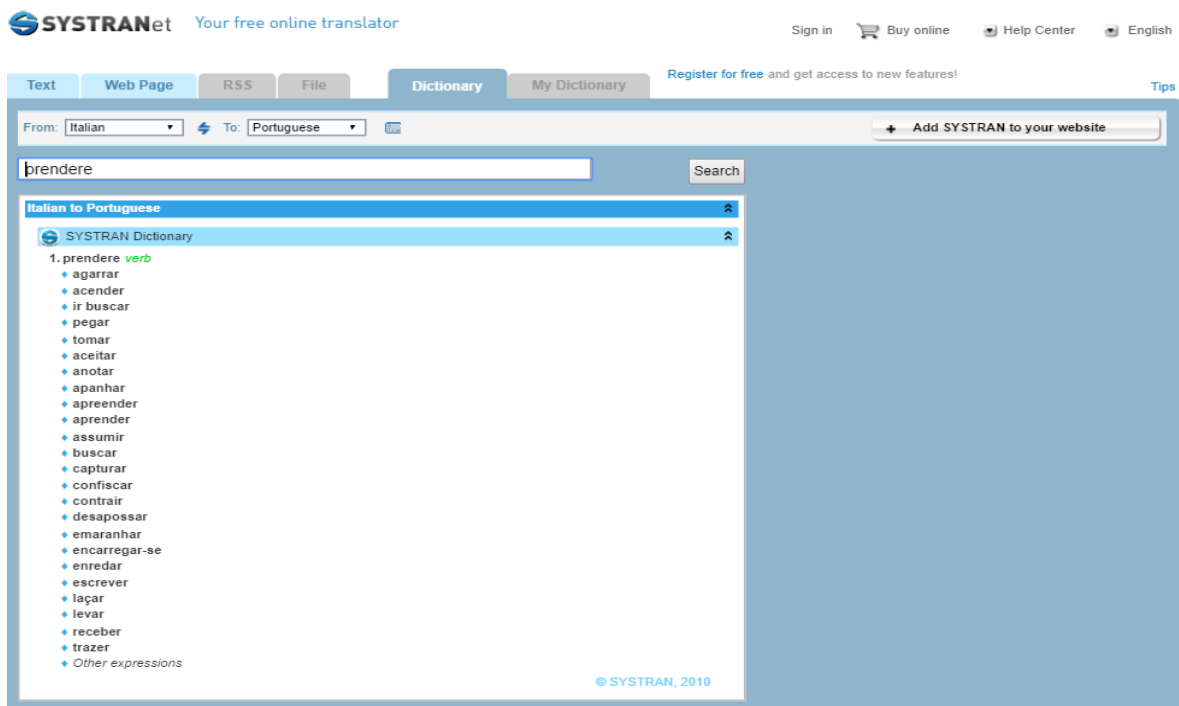 SYSTRANet Your free online translator
Sign in Buy online Help Center English
Text Web Page RSS File Dictionary My Dictionary Register for free and get access to new features!
Tips
From: Italian To: Portuguese + Add SYSTRAN to your website
prendere Search
Italian to Portuguese
SYSTRAN Dictionary
1. prendere verb
agarrar
acender
ir buscar
pegar
tomar
aceitar
anotar
apanhar
apreender
aprender
assumir
buscar
capturar
confiscar
contrair
desapossar
emaranhar
encarregar-se
enredar
escrever
laçar
levar
receber
trazer
Other expressions
© SYSTRAN, 2010